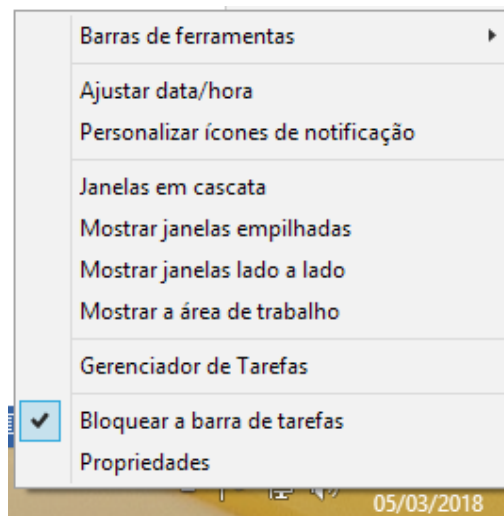 Barras de ferramentas
Ajustar data/hora
Personalizar ícones de notificação
Janelas em cascata
Mostrar janelas empilhadas
Mostrar janelas lado a lado
Mostrar a área de trabalho
Gerenciador de Tarefas
Bloquear a barra de tarefas
Propriedades
05/03/2018